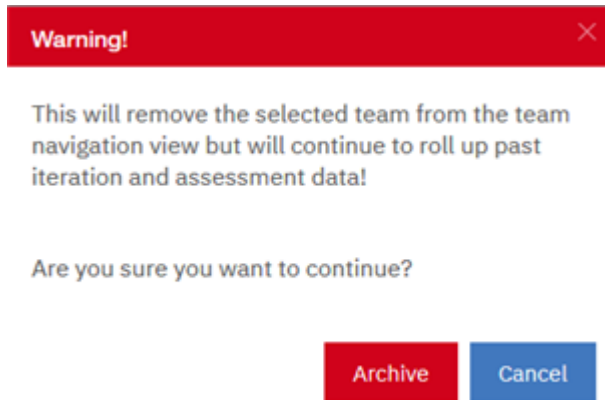 Warning!
This will remove the selected team from the team
navigation view but will continue to roll up past
iteration and assessment data!
Are you sure you want to continue?
Archive Cancel